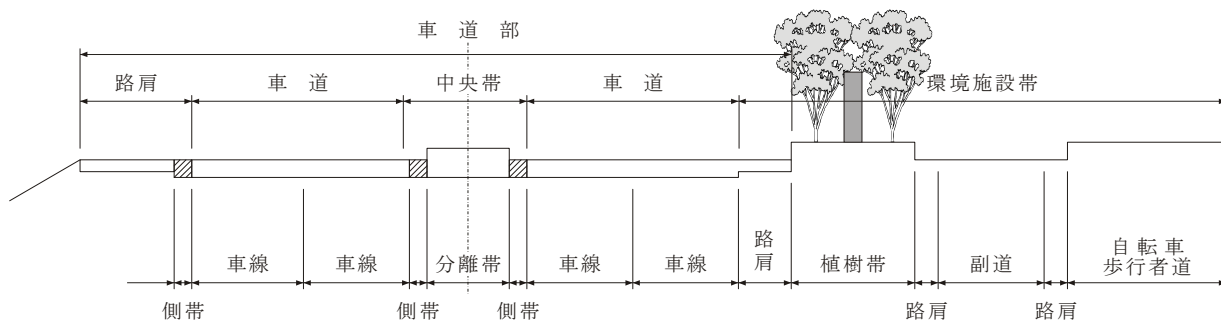 車道部
路肩
車道
中央帯
車道
環境施設帯
車線
車線
分離帯
車線
車線
路肩
植樹帯
副道
自転車
歩行者道
側帯
側帯
側帯
路肩
路肩